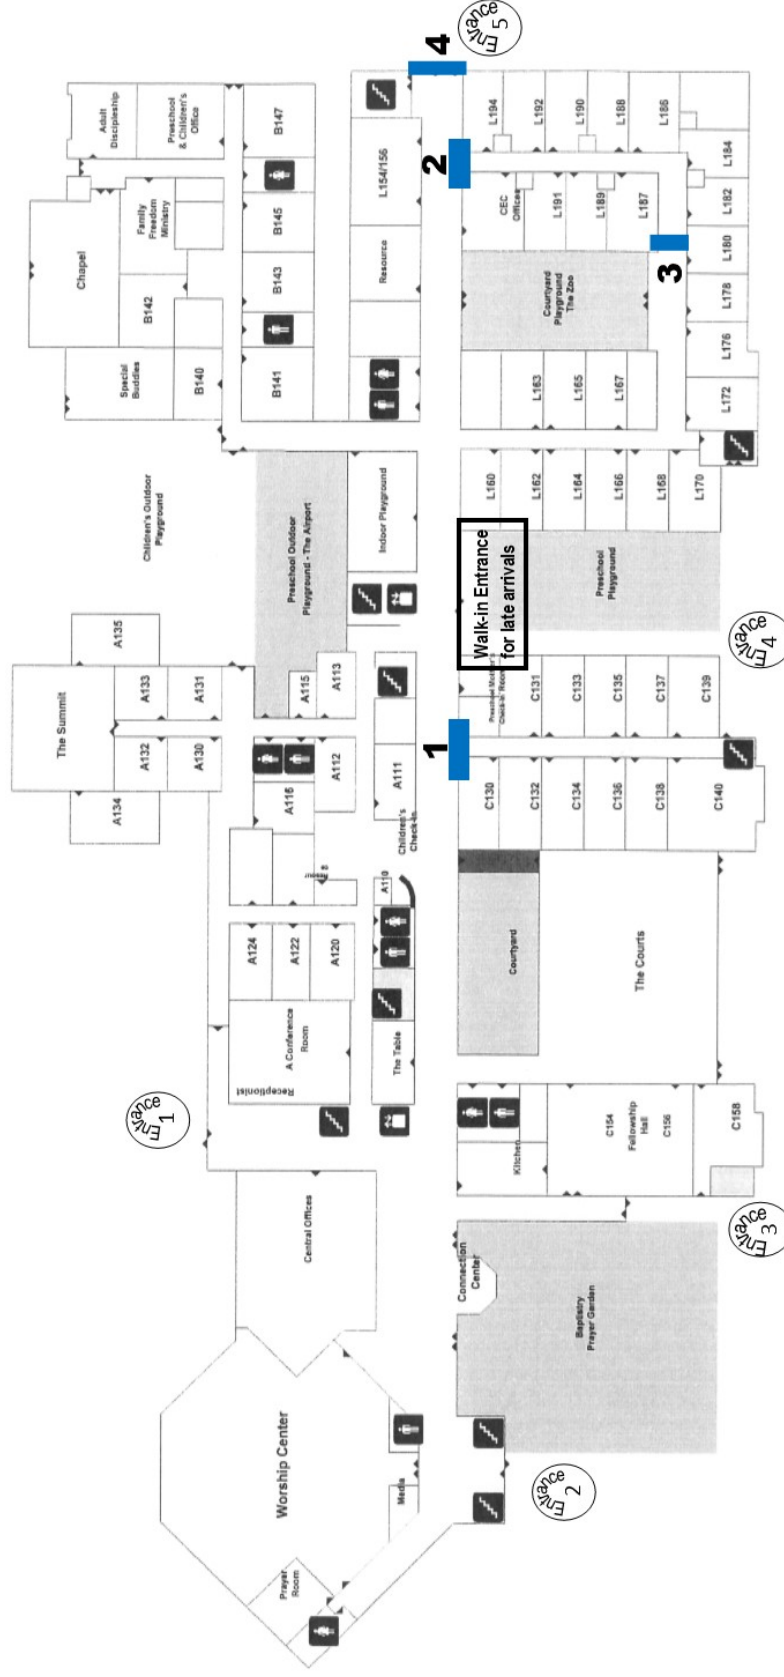 Entrance
5
4
Adult
Discipleship
Preschool
& Children's
Office
B147
L154/156
L194
L192
L190
L188
L186
2
L184
Chapel
Family
Freedom
Ministry
B145
CEC
Offices
L191
L189
L187
L182
B142
B143
Resource
Courtyard
Playground
The Zoo
3
L180
L178
Special
Buddies
B140
B141
L163
L165
L167
L176
L172
Children's Outdoor
Playground
Preschool Outdoor
Playground - The Airport
Indoor Playground
L160
L162
L164
L166
L168
L170
Walk-in Entrance
for late arrivals
Preschool
Playground
Entrance
4
A135
The Summit
A133
A131
A115
A113
Preschool
Check-in Room
C131
C133
C135
C137
C139
1
A132
A130
A134
A116
A112
A111
Children's
Check-in
C130
C132
C134
C136
C138
C140
A110
A124
A122
A120
Courtyard
The Courts
A Conference
Room
Receptionist
The Table
Entrance
1
Kitchen
C154
Fellowship
Hall
C156
C158
Entrance
3
Central Offices
Connection
Center
Baptistry
Prayer Garden
Worship Center
Media
Entrance
2
Prayer
Room